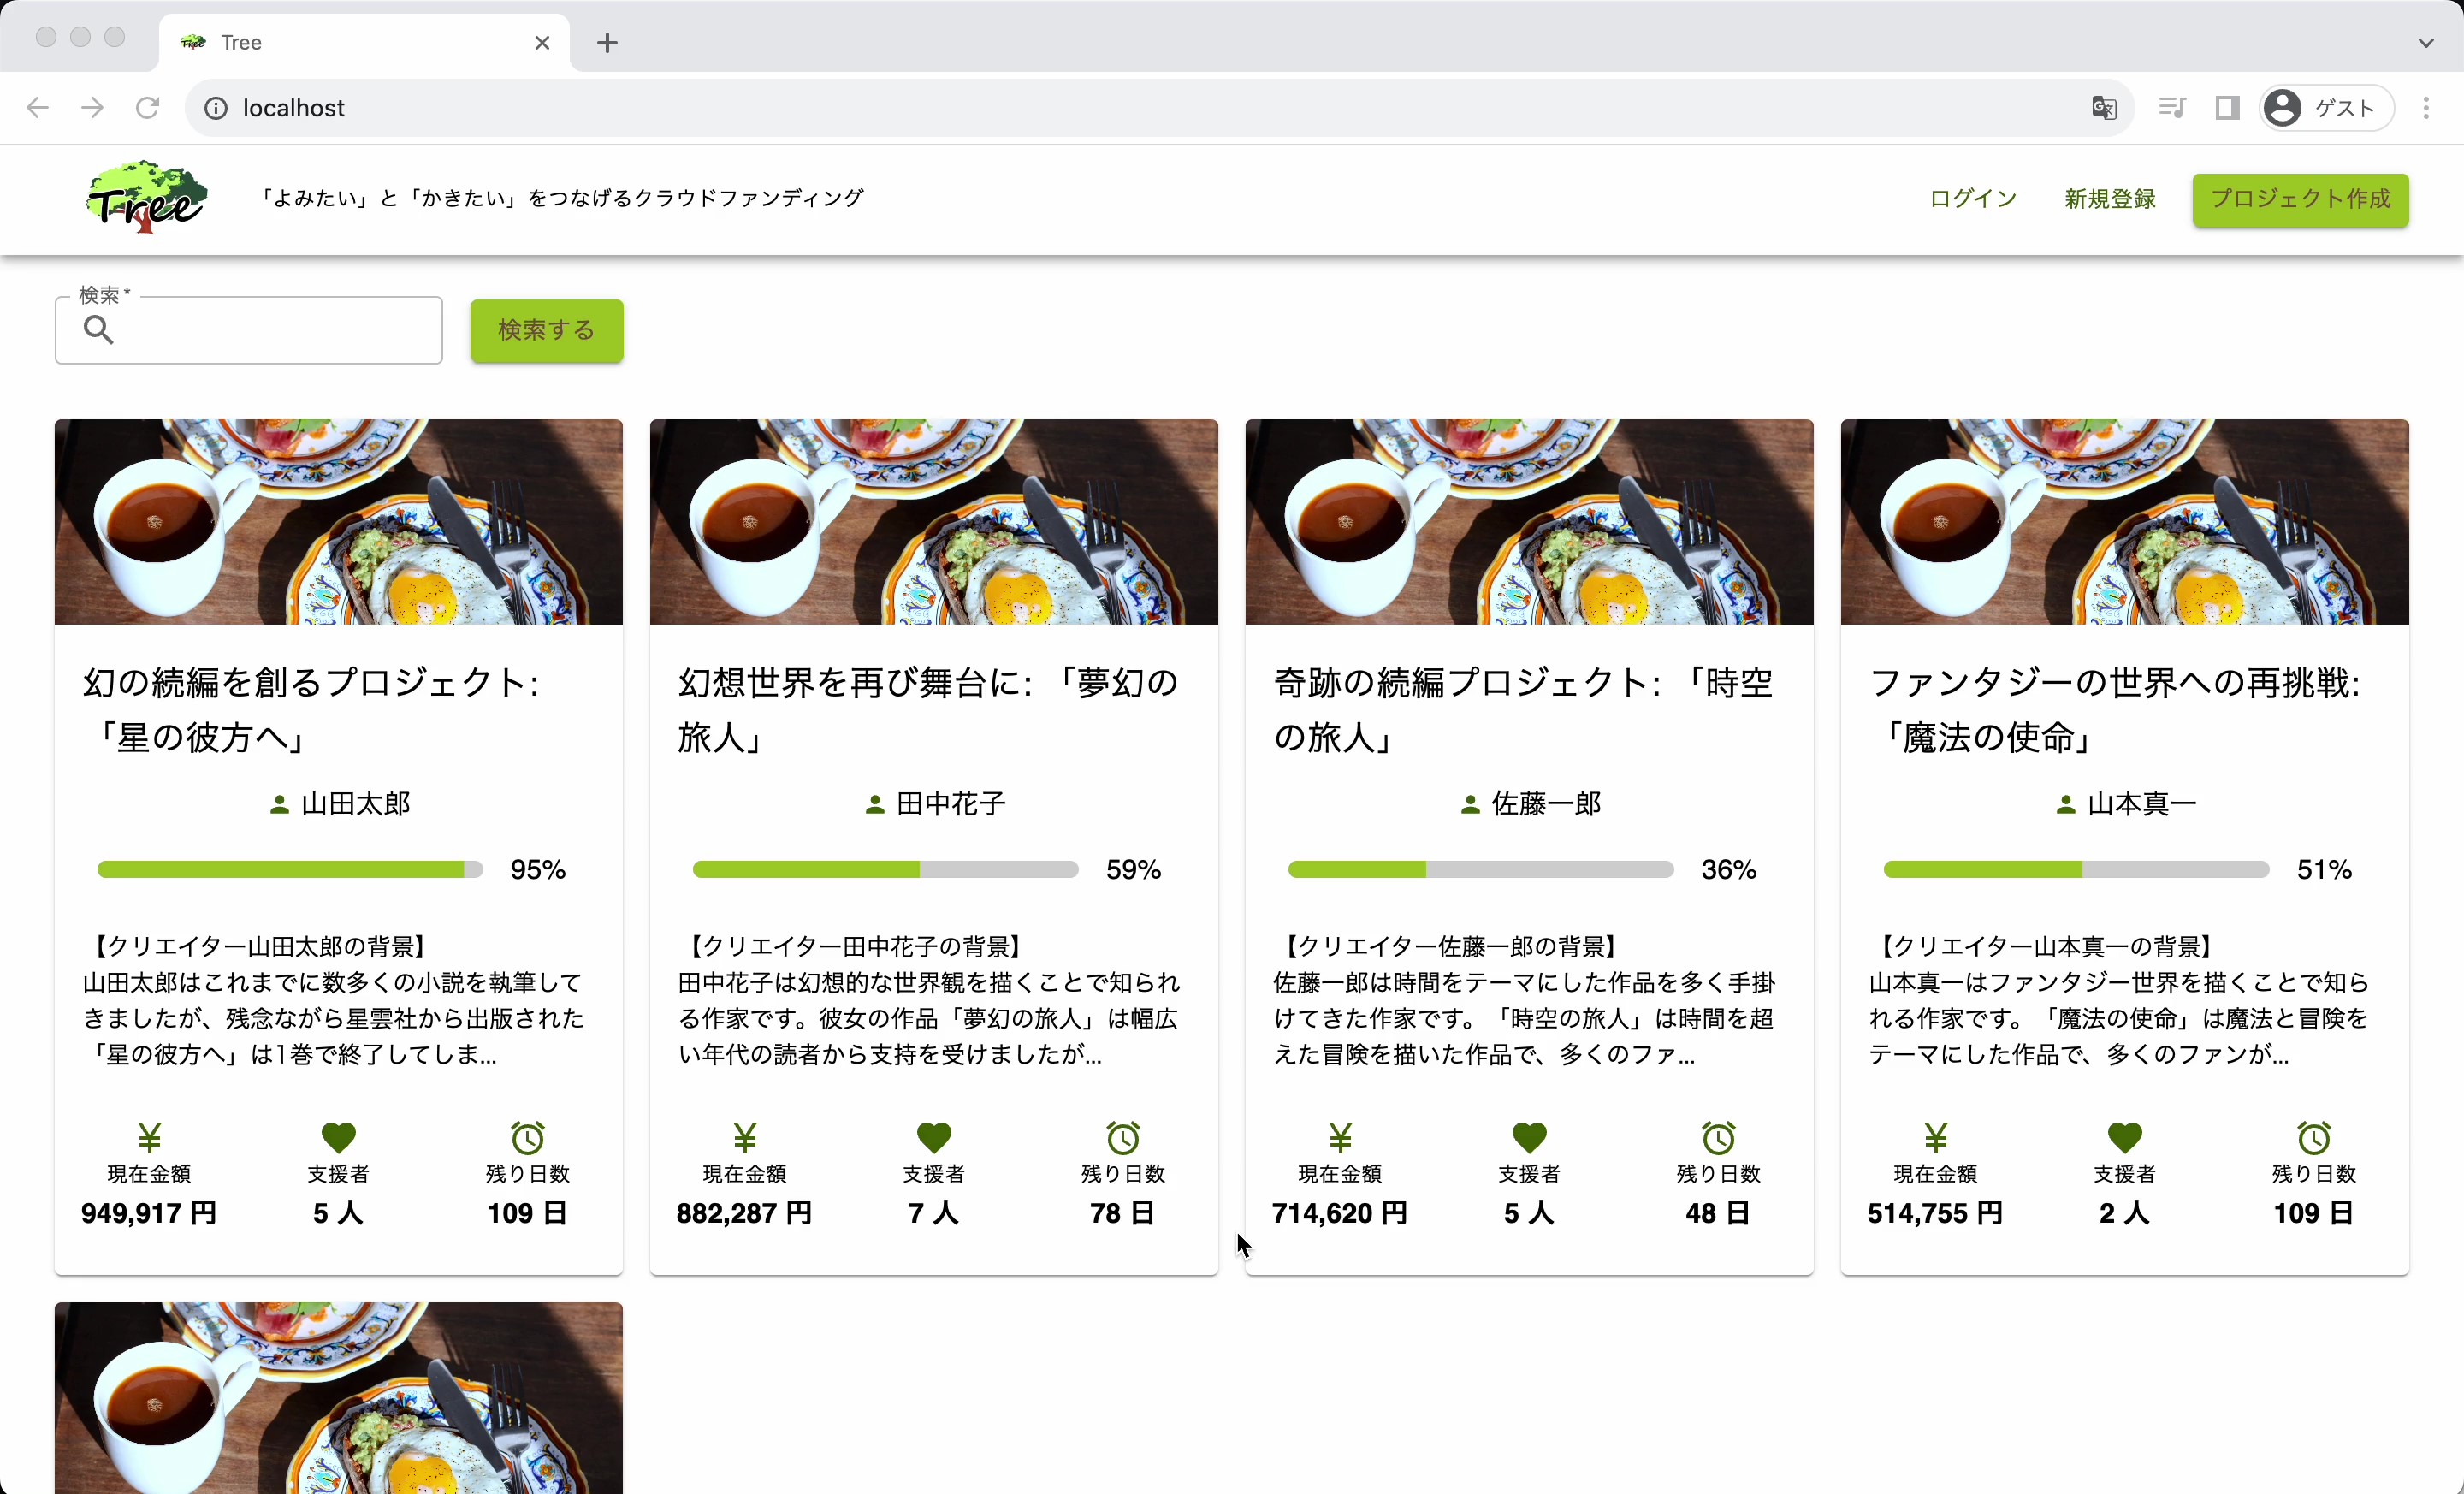 Tree
localhost
ゲスト
Tree
「よみたい」と「かきたい」をつなげるクラウドファンディング
ログイン
新規登録
プロジェクト作成
検索*
検索する
幻の続編を創るプロジェクト:
「星の彼方へ」
山田太郎
95%
【クリエイター山田太郎の背景】
山田太郎はこれまでに数多くの小説を執筆して
きましたが、残念ながら星雲社から出版された
「星の彼方へ」は1巻で終了してしま...
現在金額
支援者
残り日数
949,917 円
5 人
109 日
幻想世界を再び舞台に: 「夢幻の
旅人」
田中花子
59%
【クリエイター田中花子の背景】
田中花子は幻想的な世界観を描くことで知られ
る作家です。彼女の作品「夢幻の旅人」は幅広
い年代の読者から支持を受けましたが...
現在金額
支援者
残り日数
882,287 円
7 人
78 日
奇跡の続編プロジェクト: 「時空
の旅人」
佐藤一郎
36%
【クリエイター佐藤一郎の背景】
佐藤一郎は時間をテーマにした作品を多く手掛
けてきた作家です。「時空の旅人」は時間を超
えた冒険を描いた作品で、多くのファ...
現在金額
支援者
残り日数
714,620 円
5 人
48 日
ファンタジーの世界への再挑戦:
「魔法の使命」
山本真一
51%
【クリエイター山本真一の背景】
山本真一はファンタジー世界を描くことで知ら
れる作家です。「魔法の使命」は魔法と冒険を
テーマにした作品で、多くのファンが...
現在金額
支援者
残り日数
514,755 円
2 人
109 日